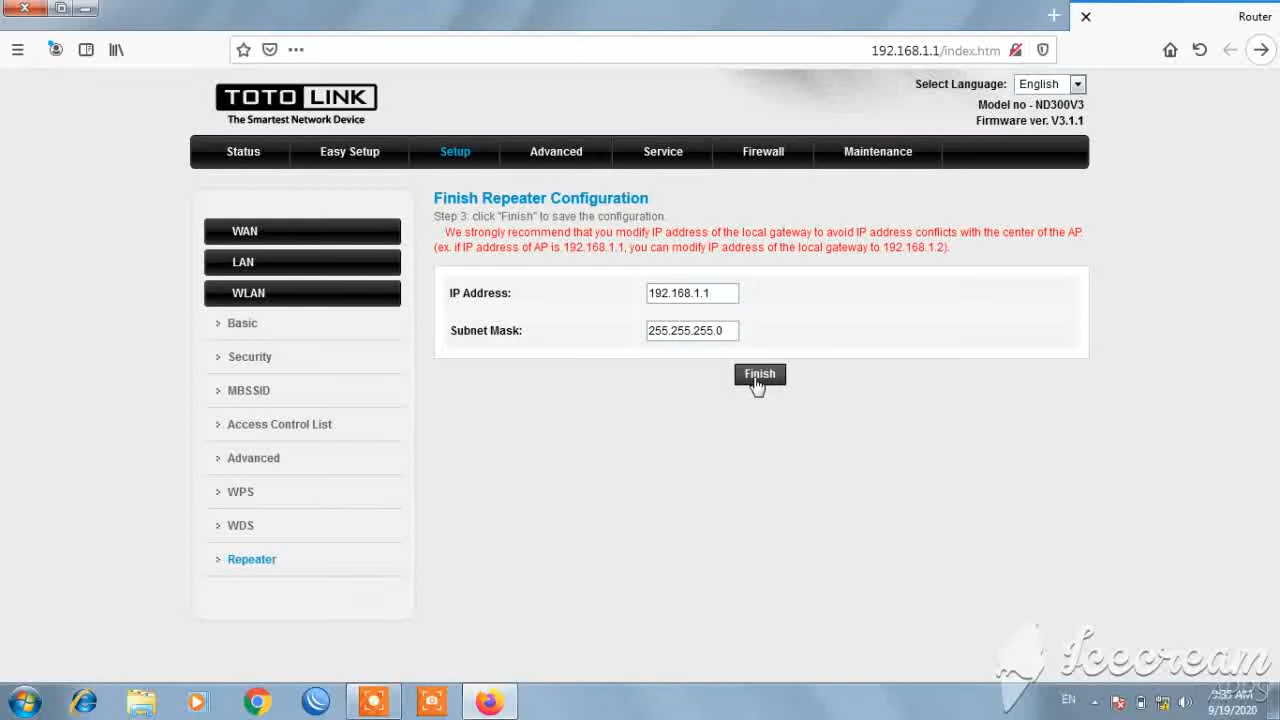 Router
192.168.1.1/index.htm
TOTO LINK
The Smartest Network Device
Select Language: English
Model no - ND300V3
Firmware ver. V3.1.1
Status Easy Setup Setup Advanced Service Firewall Maintenance
WAN
LAN
WLAN
> Basic
> Security
> MBSSID
> Access Control List
> Advanced
> WPS
> WDS
> Repeater
Finish Repeater Configuration
Step 3: click "Finish" to save the configuration.
We strongly recommend that you modify IP address of the local gateway to avoid IP address conflicts with the center of the AP.
(ex. if IP address of AP is 192.168.1.1, you can modify IP address of the local gateway to 192.168.1.2).
IP Address: 192.168.1.1
Subnet Mask: 255.255.255.0
Finish
Icecream
APPS
EN
9:35 AM
9/19/2020